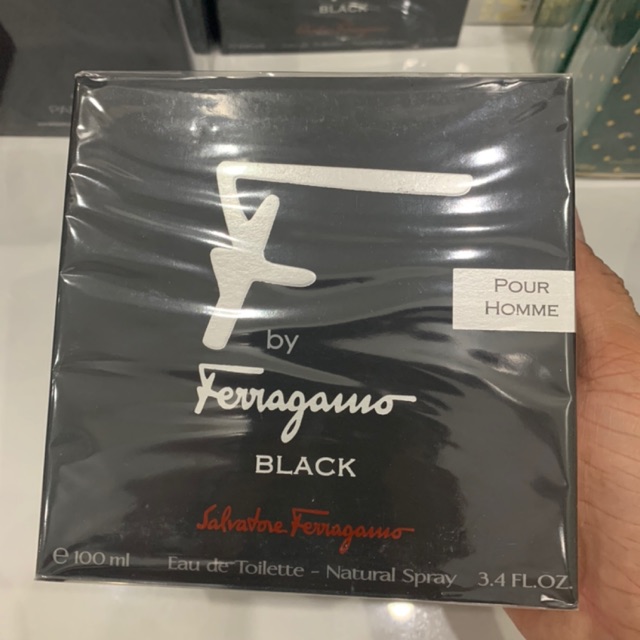 BLACK
F
by
Ferragamo
BLACK
POUR
HOMME
Salvatore Ferragamo
e 100 ml Eau de Toilette - Natural Spray 3.4 FL.OZ.